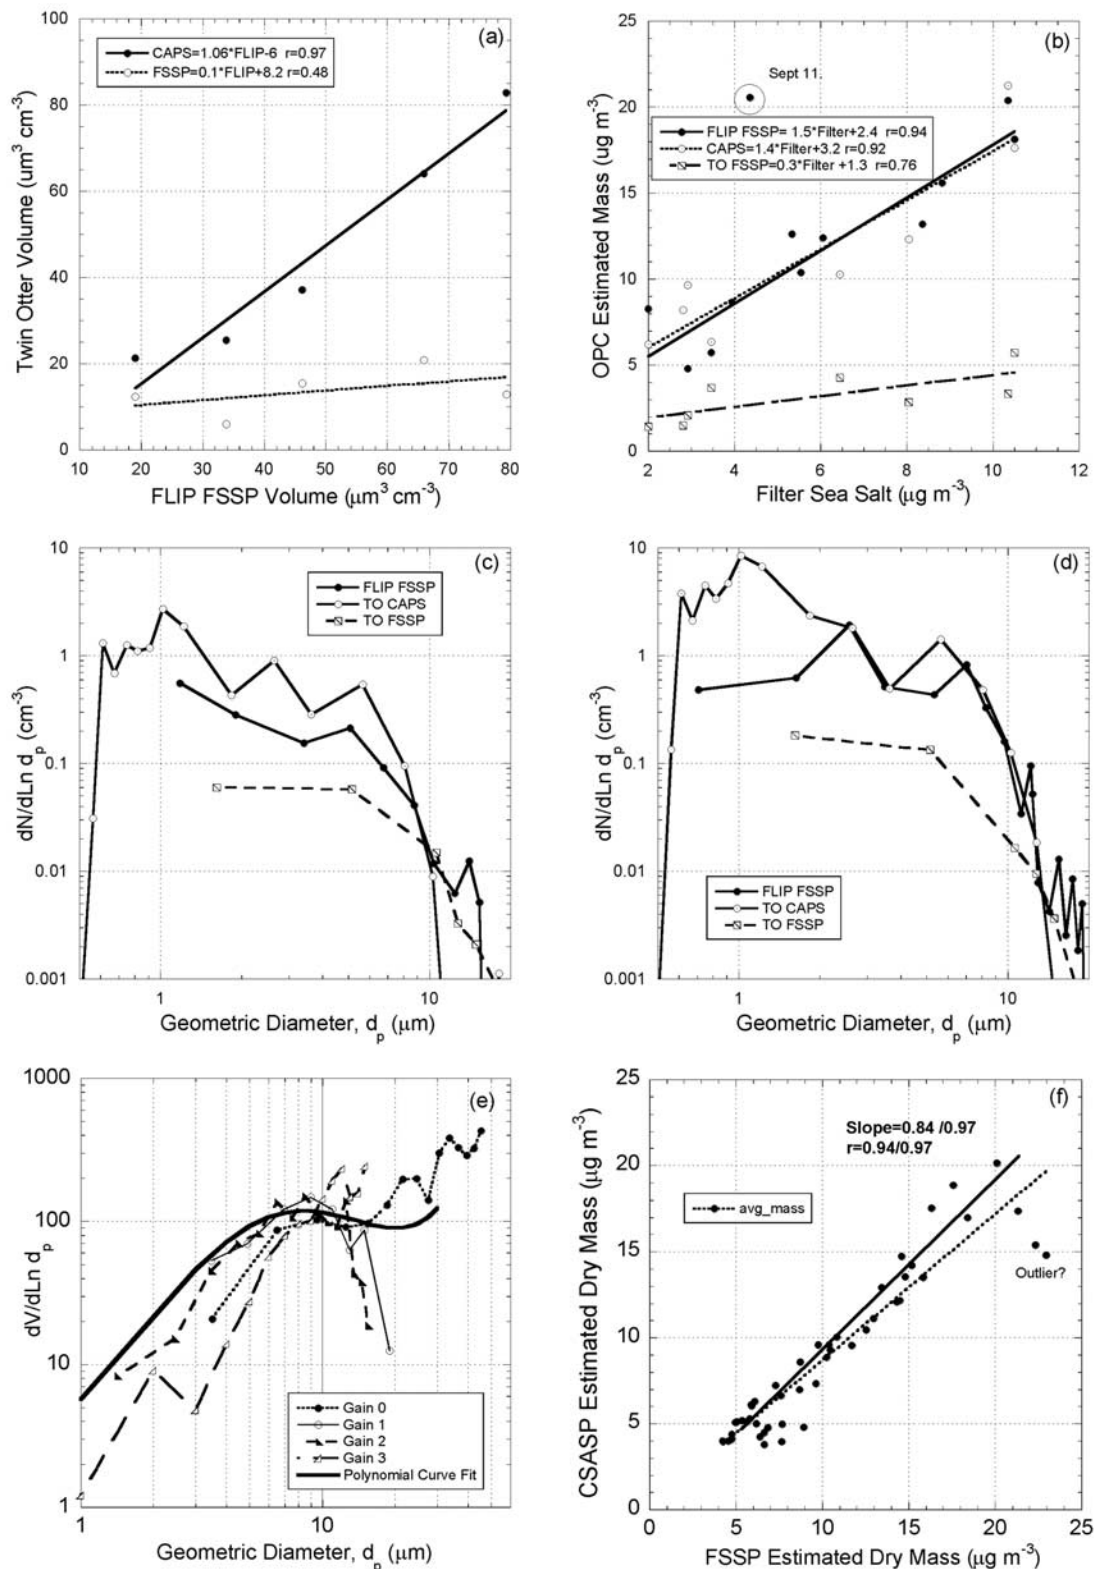 (a)
CAPS=1.06*FLIP-6 r=0.97
FSSP=0.1*FLIP+8.2 r=0.48
Twin Otter Volume (um³ cm⁻³)
100
80
60
40
20
0
10 20 30 40 50 60 70 80
FLIP FSSP Volume (μm³ cm⁻³)
(b)
Sept 11.
FLIP FSSP= 1.5*Filter+2.4 r=0.94
CAPS=1.4*Filter+3.2 r=0.92
TO FSSP=0.3*Filter +1.3 r=0.76
OPC Estimated Mass (ug m⁻³)
25
20
15
10
5
0
2 4 6 8 10 12
Filter Sea Salt (μg m⁻³)
(c)
FLIP FSSP
TO CAPS
TO FSSP
dN/dLn dₚ (cm⁻³)
10
1
0.1
0.01
0.001
1 10
Geometric Diameter, dₚ (μm)
(d)
FLIP FSSP
TO CAPS
TO FSSP
dN/dLn dₚ (cm⁻³)
10
1
0.1
0.01
0.001
1 10
Geometric Diameter, dₚ (μm)
(e)
Gain 0
Gain 1
Gain 2
Gain 3
Polynomial Curve Fit
dV/dLn dₚ
1000
100
10
1
1 10
Geometric Diameter, dₚ (μm)
(f)
Slope=0.84 /0.97
r=0.94/0.97
avg_mass
Outlier?
CSASP Estimated Dry Mass (μg m⁻³)
25
20
15
10
5
0
0 5 10 15 20 25
FSSP Estimated Dry Mass (μg m⁻³)